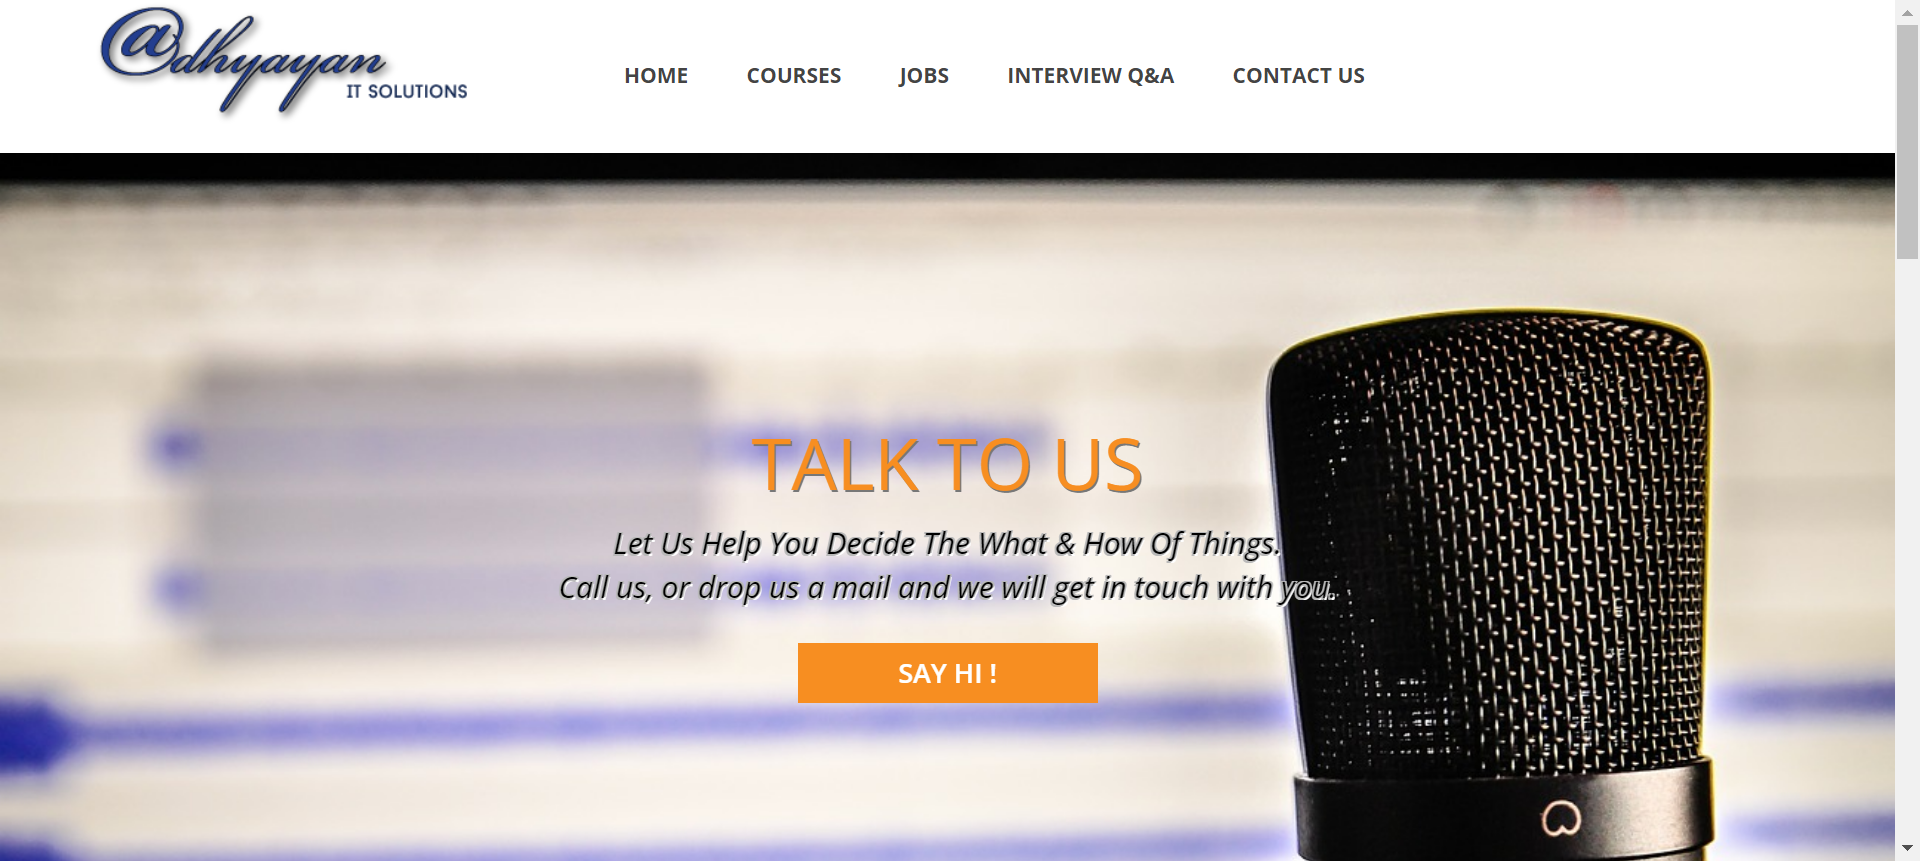 @dhyayan
IT SOLUTIONS
HOME
COURSES
JOBS
INTERVIEW Q&A
CONTACT US
TALK TO US
Let Us Help You Decide The What & How Of Things.
Call us, or drop us a mail and we will get in touch with you.
SAY HI !